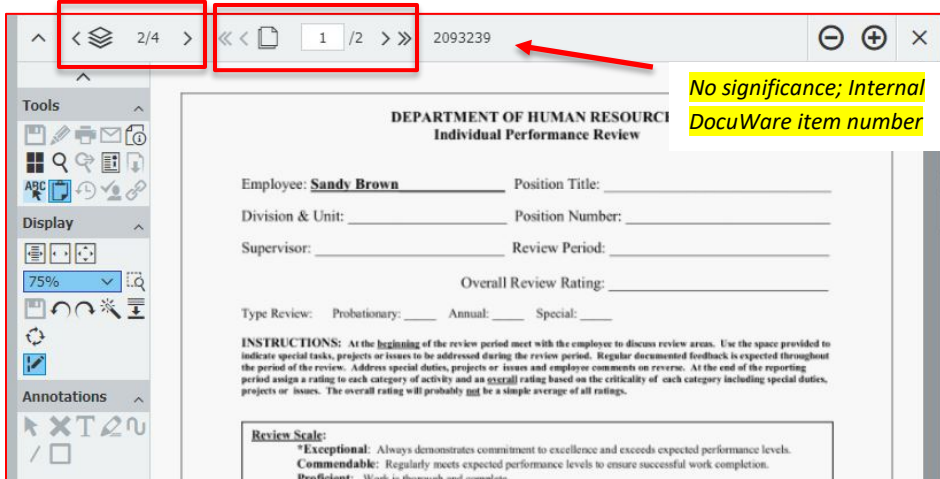 2/4
1 /2
2093239
No significance; Internal
DocuWare item number
Tools
ABC
Display
75%
Annotations
T
DEPARTMENT OF HUMAN RESOURC
Individual Performance Review
Employee: Sandy Brown Position Title:
Division & Unit: Position Number:
Supervisor: Review Period:
Overall Review Rating:
Type Review: Probationary: Annual: Special:
INSTRUCTIONS: At the beginning of the review period meet with the employee to discuss review areas. Use the space provided to
indicate special tasks, projects or issues to be addressed during the review period. Regular documented feedback is expected throughout
the period of the review. Address special duties, projects or issues and employee comments on reverse. At the end of the reporting
period assign a rating to each category of activity and an overall rating based on the criticality of each category including special duties,
projects or issues. The overall rating will probably not be a simple average of all ratings.
Review Scale:
*Exceptional: Always demonstrates commitment to excellence and exceeds expected performance levels.
Commendable: Regularly meets expected performance levels to ensure successful work completion.
Proficient: Work is thorough and complete